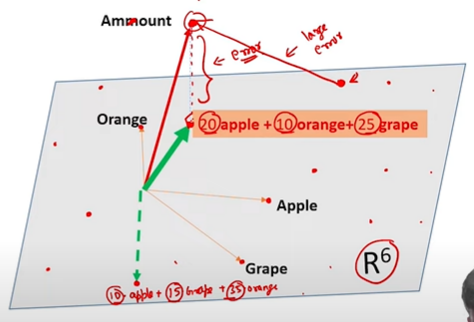 Ammount
error
large
error
Orange
20 apple + 10 orange+ 25 grape
Apple
Grape
R⁶
10 apple + 15 Grape + 35 orange